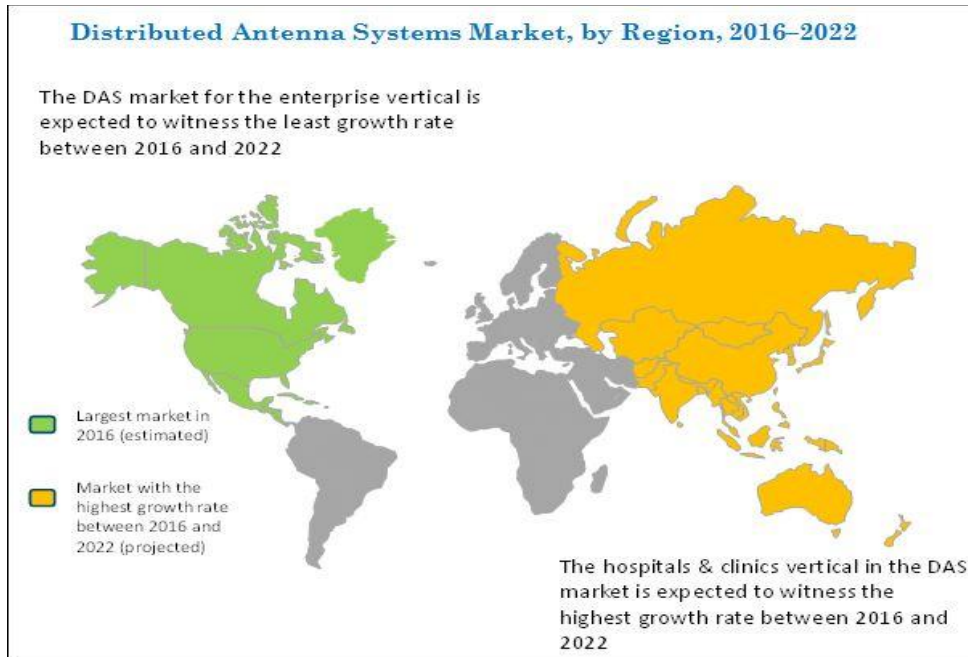 Distributed Antenna Systems Market, by Region, 2016–2022
The DAS market for the enterprise vertical is
expected to witness the least growth rate
between 2016 and 2022
Largest market in
2016 (estimated)
Market with the
highest growth rate
between 2016 and
2022 (projected)
The hospitals & clinics vertical in the DAS
market is expected to witness the
highest growth rate between 2016 and
2022